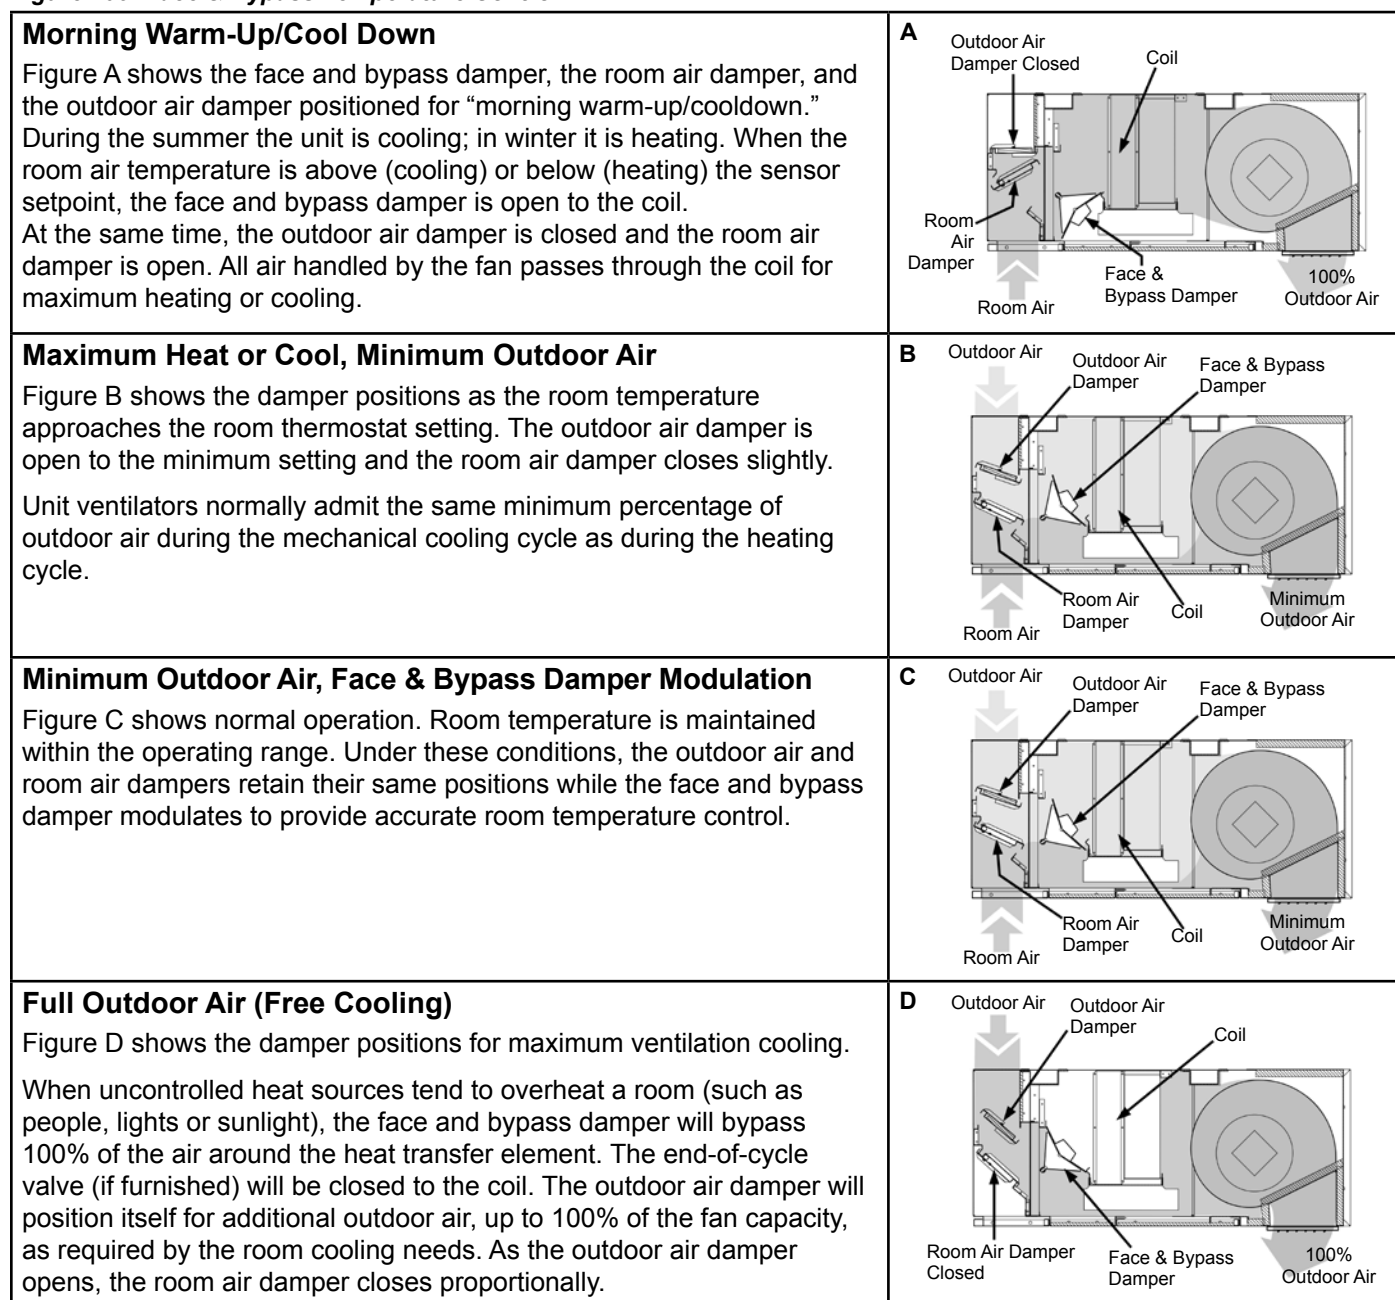 Morning Warm-Up/Cool Down
Figure A shows the face and bypass damper, the room air damper, and
the outdoor air damper positioned for “morning warm-up/cooldown.”
During the summer the unit is cooling; in winter it is heating. When the
room air temperature is above (cooling) or below (heating) the sensor
setpoint, the face and bypass damper is open to the coil.
At the same time, the outdoor air damper is closed and the room air
damper is open. All air handled by the fan passes through the coil for
maximum heating or cooling.
A
Outdoor Air
Damper Closed
Coil
Room
Air
Damper
Room Air
Face &
Bypass Damper
100%
Outdoor Air
Maximum Heat or Cool, Minimum Outdoor Air
Figure B shows the damper positions as the room temperature
approaches the room thermostat setting. The outdoor air damper is
open to the minimum setting and the room air damper closes slightly.
Unit ventilators normally admit the same minimum percentage of
outdoor air during the mechanical cooling cycle as during the heating
cycle.
B
Outdoor Air
Outdoor Air
Damper
Face & Bypass
Damper
Room Air
Room Air
Damper
Coil
Minimum
Outdoor Air
Minimum Outdoor Air, Face & Bypass Damper Modulation
Figure C shows normal operation. Room temperature is maintained
within the operating range. Under these conditions, the outdoor air and
room air dampers retain their same positions while the face and bypass
damper modulates to provide accurate room temperature control.
C
Outdoor Air
Outdoor Air
Damper
Face & Bypass
Damper
Room Air
Room Air
Damper
Coil
Minimum
Outdoor Air
Full Outdoor Air (Free Cooling)
Figure D shows the damper positions for maximum ventilation cooling.
When uncontrolled heat sources tend to overheat a room (such as
people, lights or sunlight), the face and bypass damper will bypass
100% of the air around the heat transfer element. The end-of-cycle
valve (if furnished) will be closed to the coil. The outdoor air damper will
position itself for additional outdoor air, up to 100% of the fan capacity,
as required by the room cooling needs. As the outdoor air damper
opens, the room air damper closes proportionally.
D
Outdoor Air
Outdoor Air
Damper
Coil
Room Air Damper
Closed
Face & Bypass
Damper
100%
Outdoor Air